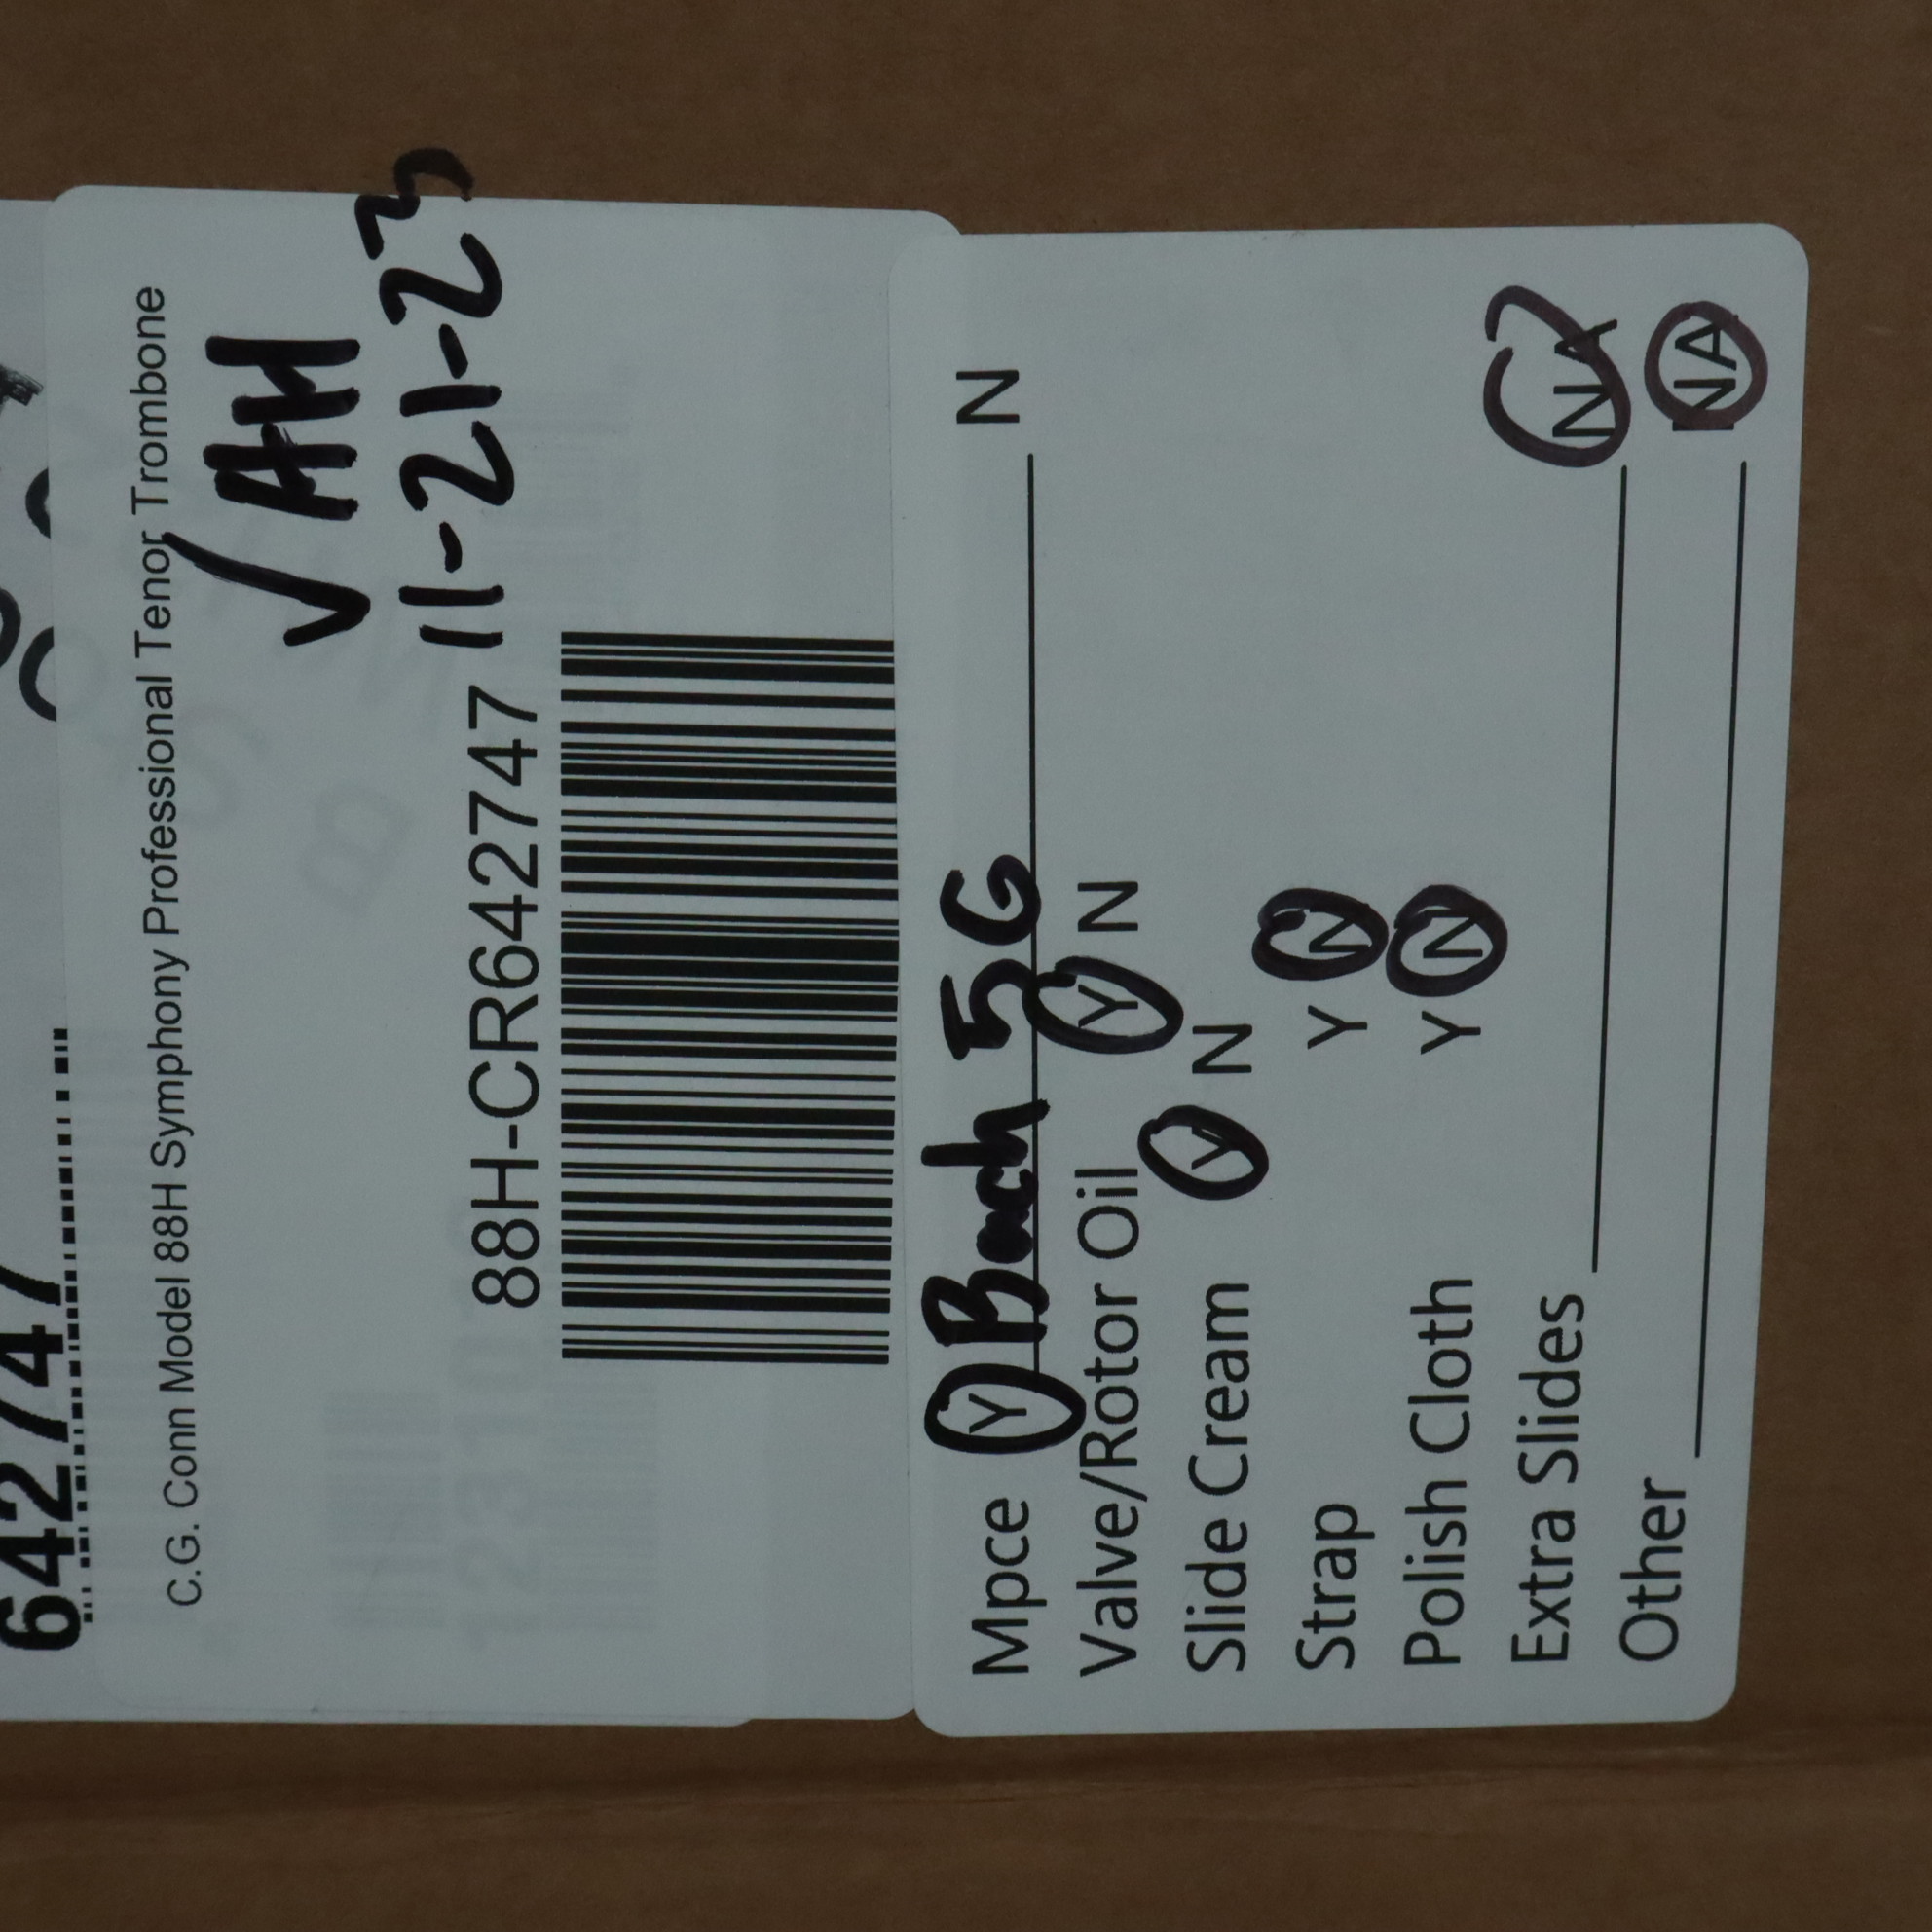 642747
C.G. Conn Model 88H Symphony Professional Tenor Trombone
√ AH
11-21-23
88H-CR642747
Mpce Y Bach 5G N
Valve/Rotor Oil Y N
Slide Cream Y N
Strap Y N
Polish Cloth Y N
Extra Slides NA
Other NA